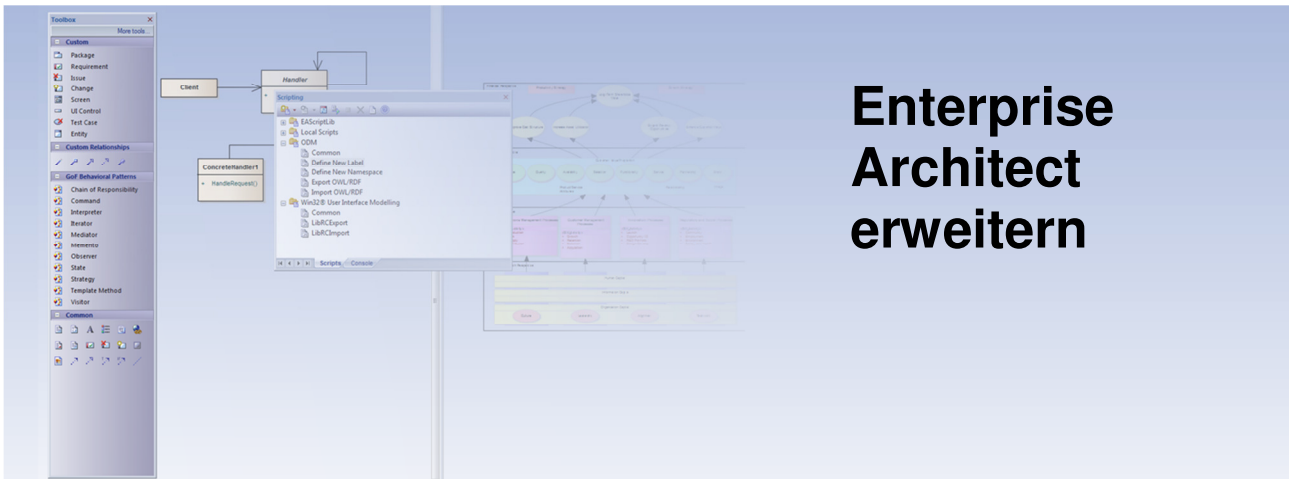 Toolbox
More tools...
Custom
Package
Requirement
Issue
Change
Screen
UI Control
Test Case
Entity
Custom Relationships
GoF Behavioral Patterns
Chain of Responsibility
Command
Interpreter
Iterator
Mediator
Memento
Observer
State
Strategy
Template Method
Visitor
Common
Client
Handler
ConcreteHandler1
+ HandleRequest()
Scripting
EAScriptLib
Local Scripts
ODM
Common
Define New Label
Define New Namespace
Export OWL/RDF
Import OWL/RDF
Win32® User Interface Modelling
Common
LibRCExport
LibRCImport
Scripts Console
Enterprise
Architect
erweitern